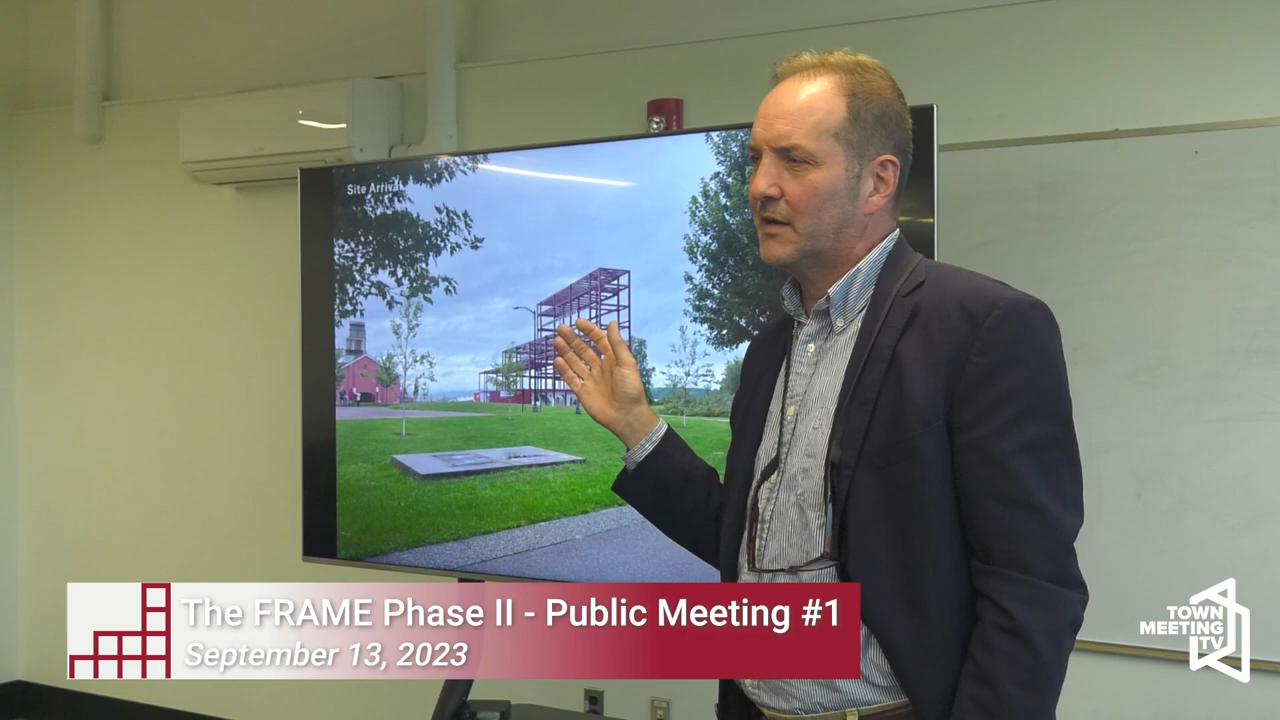 Site Arrival
The FRAME Phase II - Public Meeting #1
September 13, 2023
TOWN
MEETING
TV